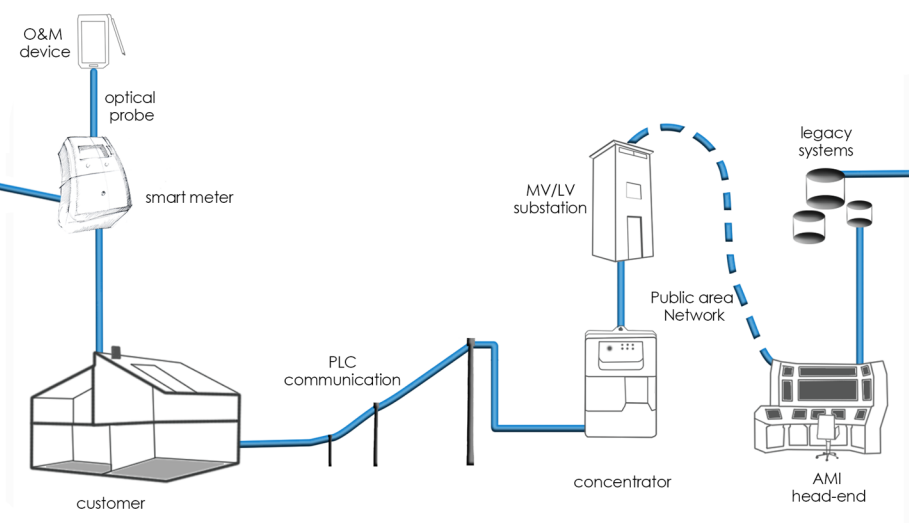 O&M
device
optical
probe
smart meter
customer
PLC
communication
MV/LV
substation
concentrator
Public area
Network
legacy
systems
AMI
head-end